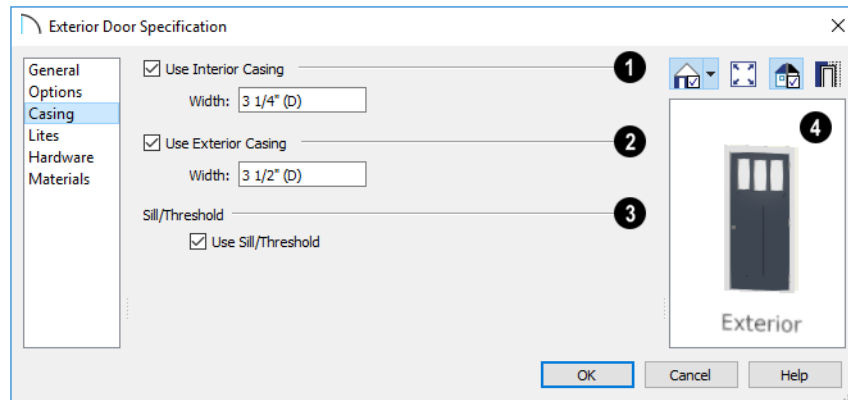 Exterior Door Specification
General
Options
Casing
Lites
Hardware
Materials
Use Interior Casing
1
Width: 3 1/4" (D)
Use Exterior Casing
2
Width: 3 1/2" (D)
Sill/Threshold
3
Use Sill/Threshold
4
Exterior
OK
Cancel
Help